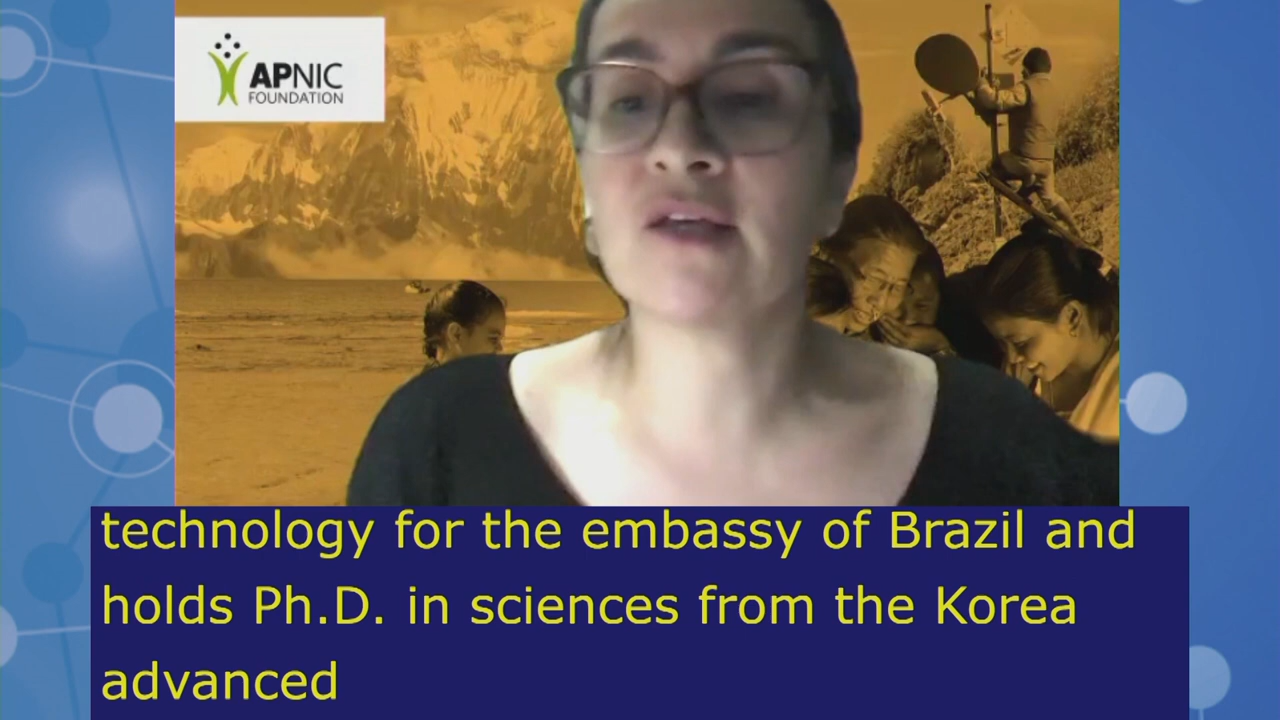 APNIC
FOUNDATION
technology for the embassy of Brazil and
holds Ph.D. in sciences from the Korea
advanced